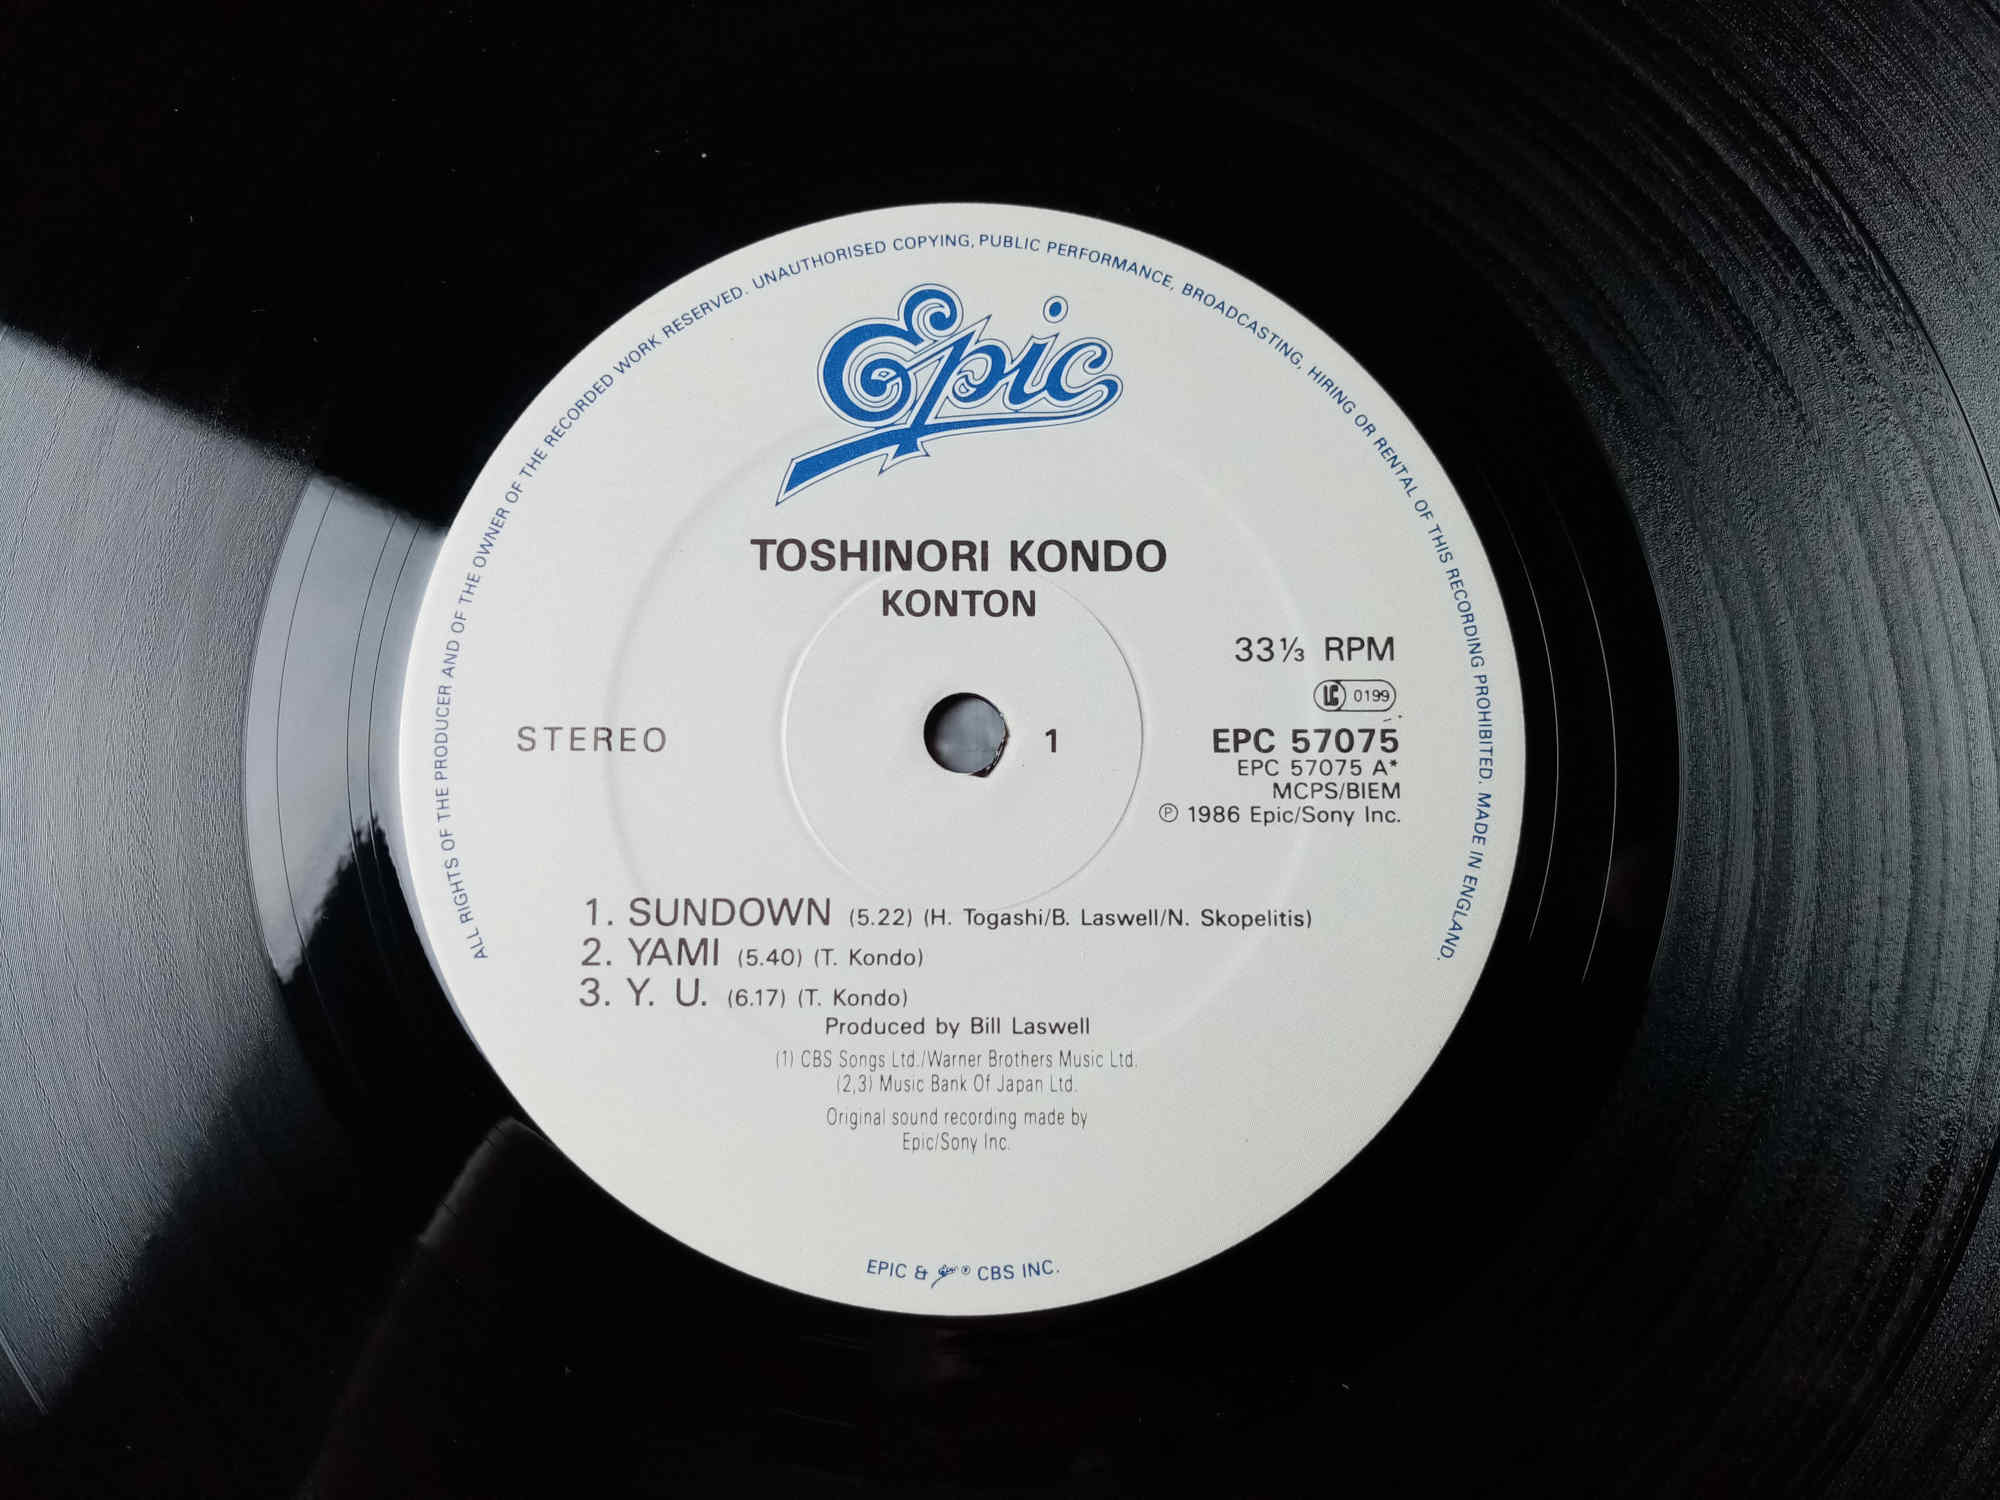 ALL RIGHTS OF THE PRODUCER AND OF THE OWNER OF THE RECORDED WORK RESERVED. UNAUTHORISED COPYING, PUBLIC PERFORMANCE, BROADCASTING, HIRING OR RENTAL OF THIS RECORDING PROHIBITED. MADE IN ENGLAND.
Epic
TOSHINORI KONDO
KONTON
33⅓ RPM
LC 0199
STEREO
1
EPC 57075
EPC 57075 A*
MCPS/BIEM
Ⓟ 1986 Epic/Sony Inc.
1. SUNDOWN (5.22) (H. Togashi/B. Laswell/N. Skopelitis)
2. YAMI (5.40) (T. Kondo)
3. Y. U. (6.17) (T. Kondo)
Produced by Bill Laswell
(1) CBS Songs Ltd./Warner Brothers Music Ltd.
(2,3) Music Bank Of Japan Ltd.
Original sound recording made by
Epic/Sony Inc.
EPIC & Epic ® CBS INC.